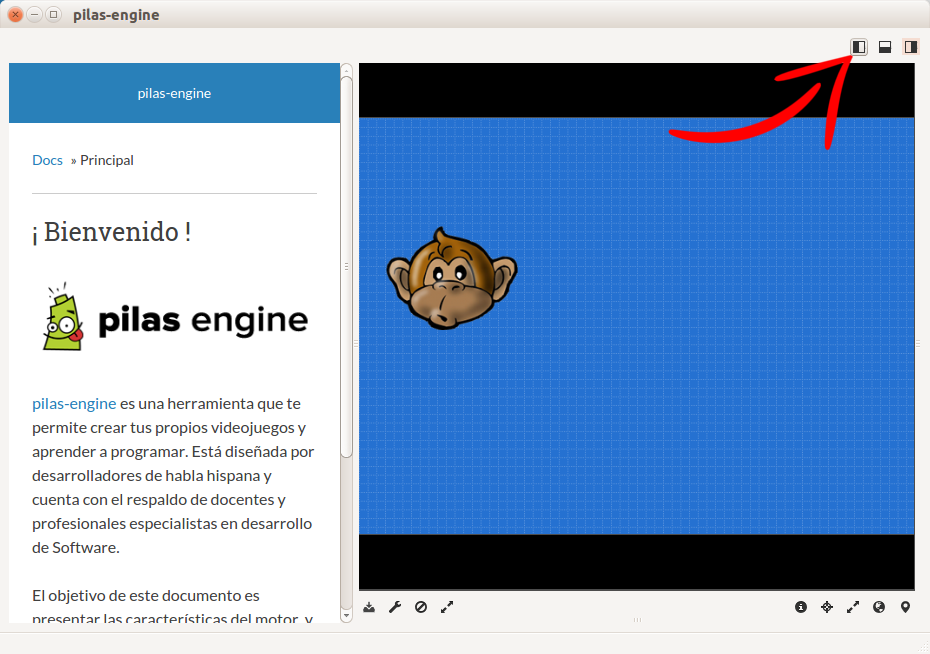 pilas-engine
pilas-engine
Docs » Principal
¡ Bienvenido !
pilas engine
pilas-engine es una herramienta que te
permite crear tus propios videojuegos y
aprender a programar. Está diseñada por
desarrolladores de habla hispana y
cuenta con el respaldo de docentes y
profesionales especialistas en desarrollo
de Software.
El objetivo de este documento es
presentar las características del motor, y